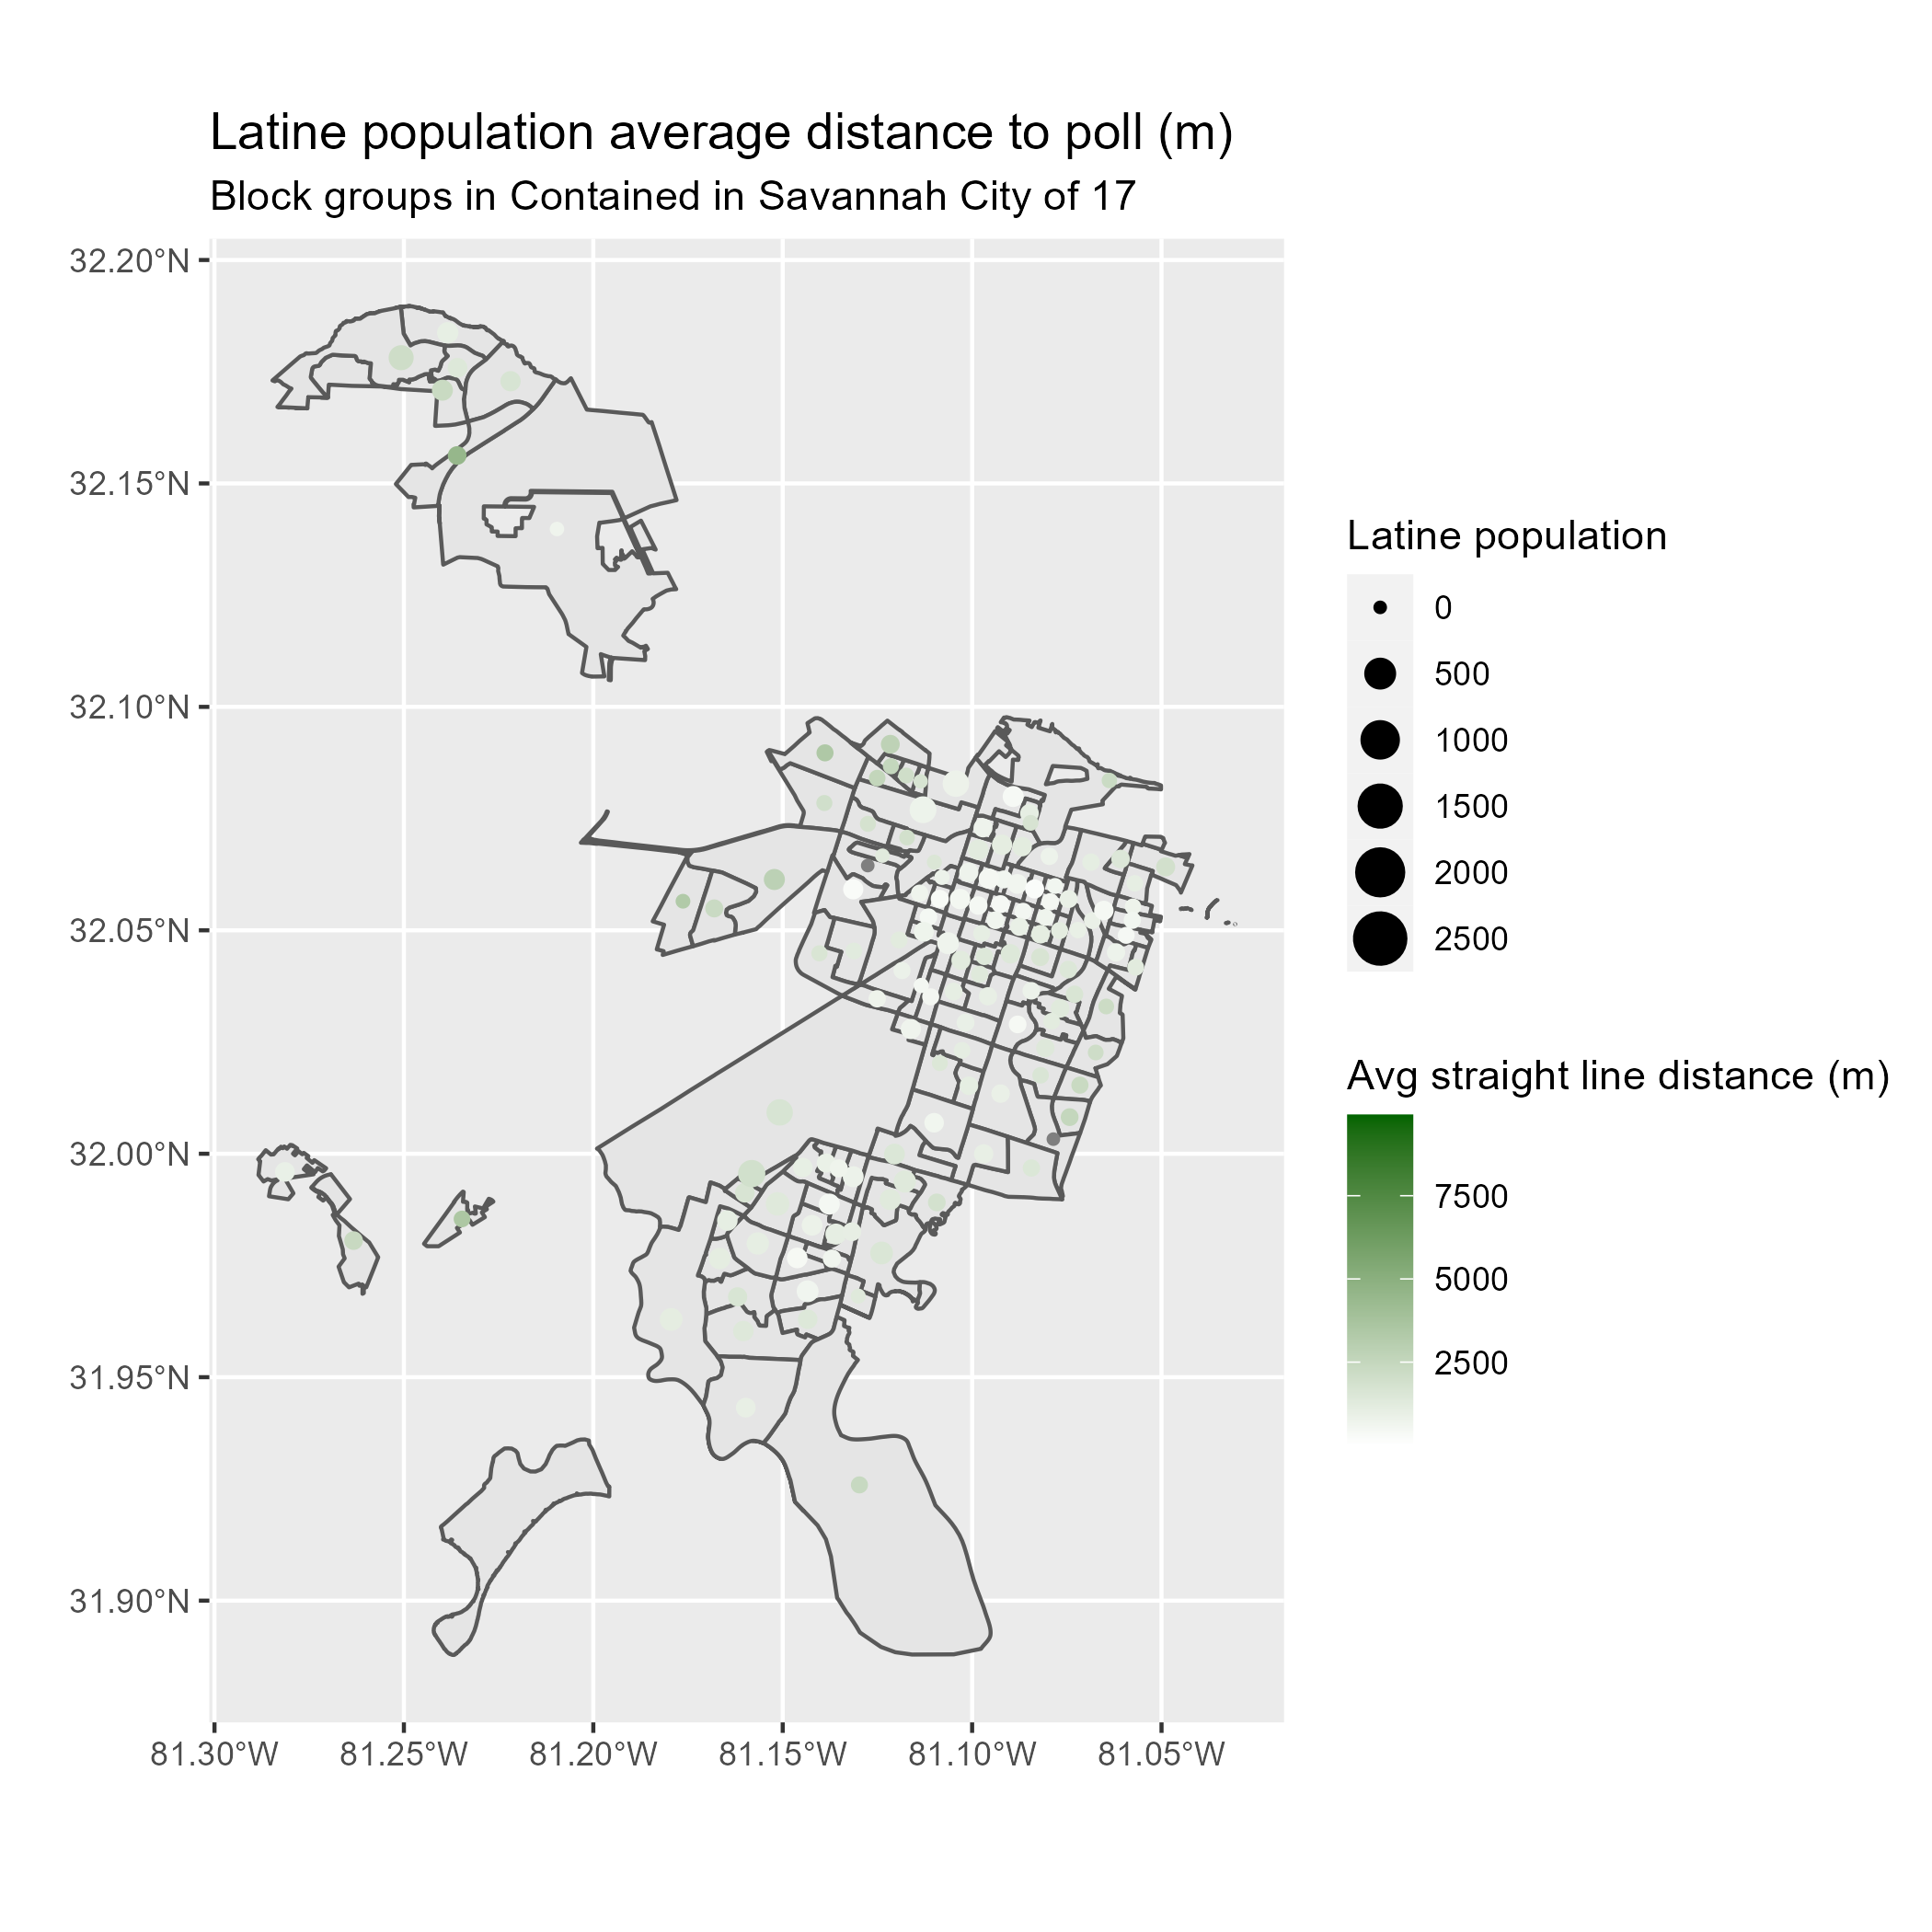 Latine population average distance to poll (m)
Block groups in Contained in Savannah City of 17
32.20°N
32.15°N
32.10°N
32.05°N
32.00°N
31.95°N
31.90°N
81.30°W
81.25°W
81.20°W
81.15°W
81.10°W
81.05°W
Latine population
0
500
1000
1500
2000
2500
Avg straight line distance (m)
7500
5000
2500